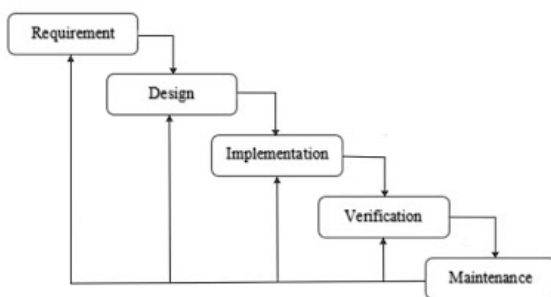 Requirement
Design
Implementation
Verification
Maintenance